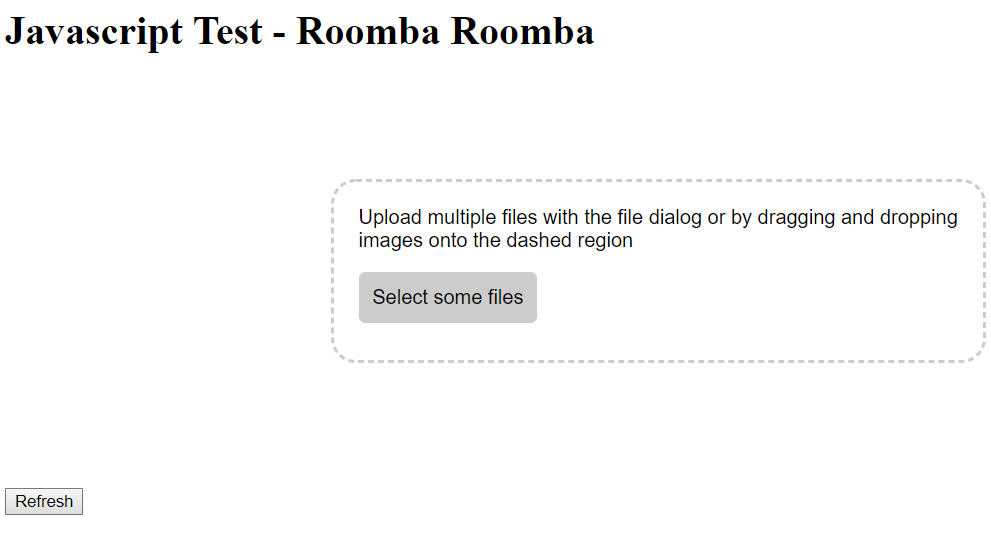 Javascript Test - Roomba Roomba
Upload multiple files with the file dialog or by dragging and dropping
images onto the dashed region
Select some files
Refresh